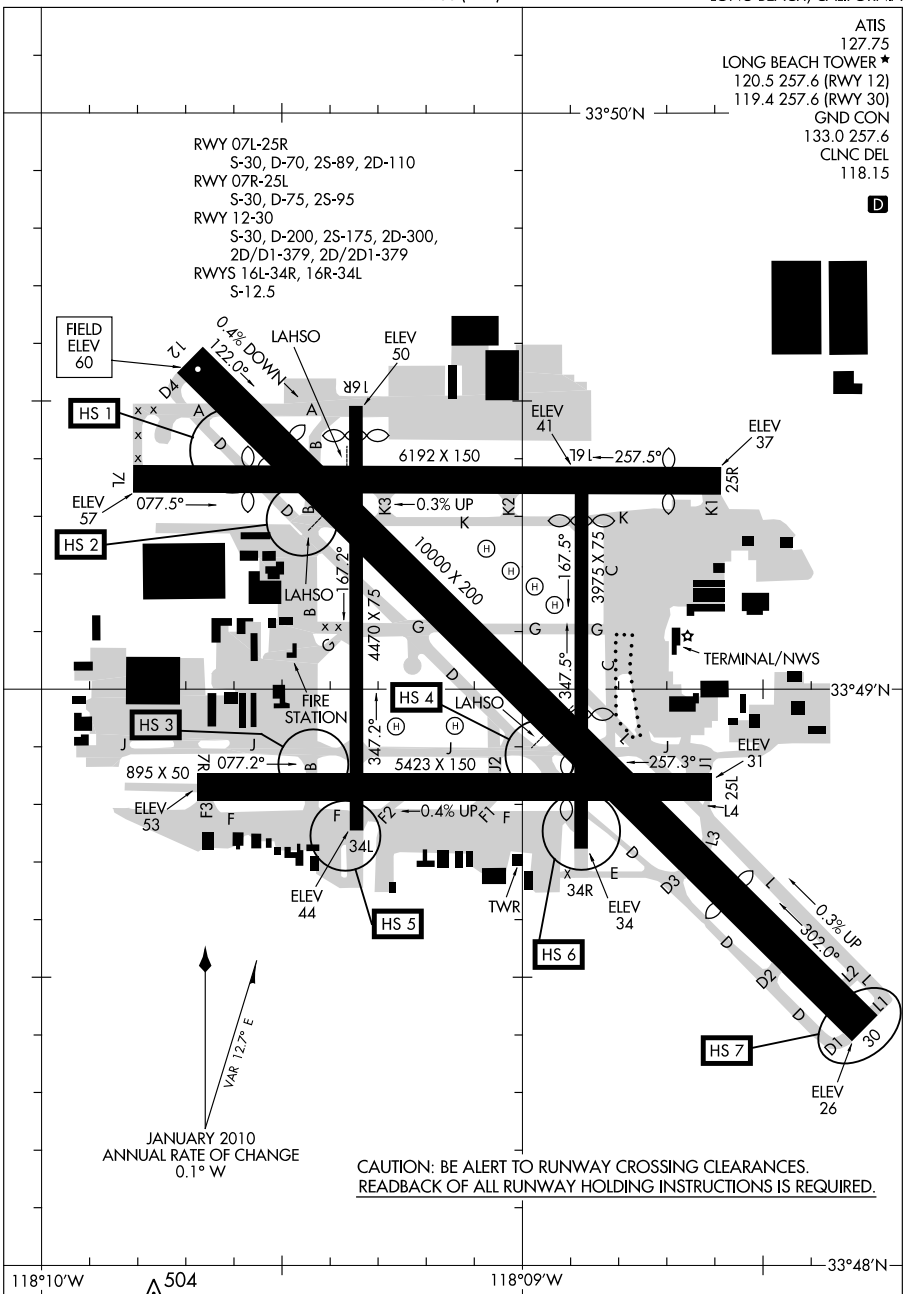 ATIS
127.75
LONG BEACH TOWER ★
120.5 257.6 (RWY 12)
119.4 257.6 (RWY 30)
GND CON
133.0 257.6
CLNC DEL
118.15
D
33°50'N
RWY 07L-25R
S-30, D-70, 2S-89, 2D-110
RWY 07R-25L
S-30, D-75, 2S-95
RWY 12-30
S-30, D-200, 2S-175, 2D-300,
2D/D1-379, 2D/2D1-379
RWYS 16L-34R, 16R-34L
S-12.5
FIELD
ELEV
60
12
0.4% DOWN
122.0°
LAHSO
ELEV
50
D4
16R
HS 1
x x
x
x
A
A
D
B
ELEV
41
16L
257.5°
ELEV
37
6192 X 150
7L
25R
ELEV
57
077.5°
D
B
K3
0.3% UP
K2
K1
K
K
HS 2
LAHSO
167.2°
10000 X 200
H
H
H
167.5°
3975 X 75
C
B
4470 X 75
x x
G
G
G
G
C
TERMINAL/NWS
D
347.5°
FIRE
STATION
HS 4
LAHSO
33°49'N
HS 3
347.2°
H
H
L
J
J
J
J
7R
077.2°
B
5423 X 150
J2
257.3°
J1
ELEV
31
895 X 50
25L
L4
ELEV
53
F3
F
F2
0.4% UP
F1
F
L3
34L
D
x
E
34R
D3
L
ELEV
44
HS 5
TWR
ELEV
34
0.3% UP
302.0°
HS 6
D
D2
L2
L
L1
D
D1
30
HS 7
ELEV
26
VAR 12.7° E
JANUARY 2010
ANNUAL RATE OF CHANGE
0.1° W
CAUTION: BE ALERT TO RUNWAY CROSSING CLEARANCES.
READBACK OF ALL RUNWAY HOLDING INSTRUCTIONS IS REQUIRED.
33°48'N
118°10'W
504
118°09'W